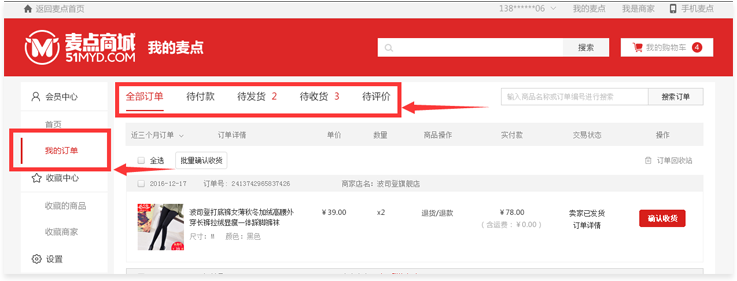 返回麦点首页 138******06 我的麦点 我是商家 手机麦点
麦点商城
51MYD.COM
我的麦点 搜索 我的购物车 4
会员中心
首页
我的订单
收藏中心
收藏的商品
收藏商家
设置
全部订单 待付款 待发货 2 待收货 3 待评价
输入商品名称或订单编号进行搜索 搜索订单
近三个月订单 订单详情 单价 数量 商品操作 实付款 交易状态 操作
全选 批量确认收货 订单回收站
2016-12-17 订单号：2413742965837426 商家店名：波司登旗舰店
波司登打底裤女薄秋冬加绒高腰外 ￥39.00 x2 退货/退款 ￥78.00 卖家已发货 确认收货
穿长裤拉绒显瘦一体踩脚裤袜 （含运费：￥0.00） 订单详情
尺寸：M 颜色：黑色